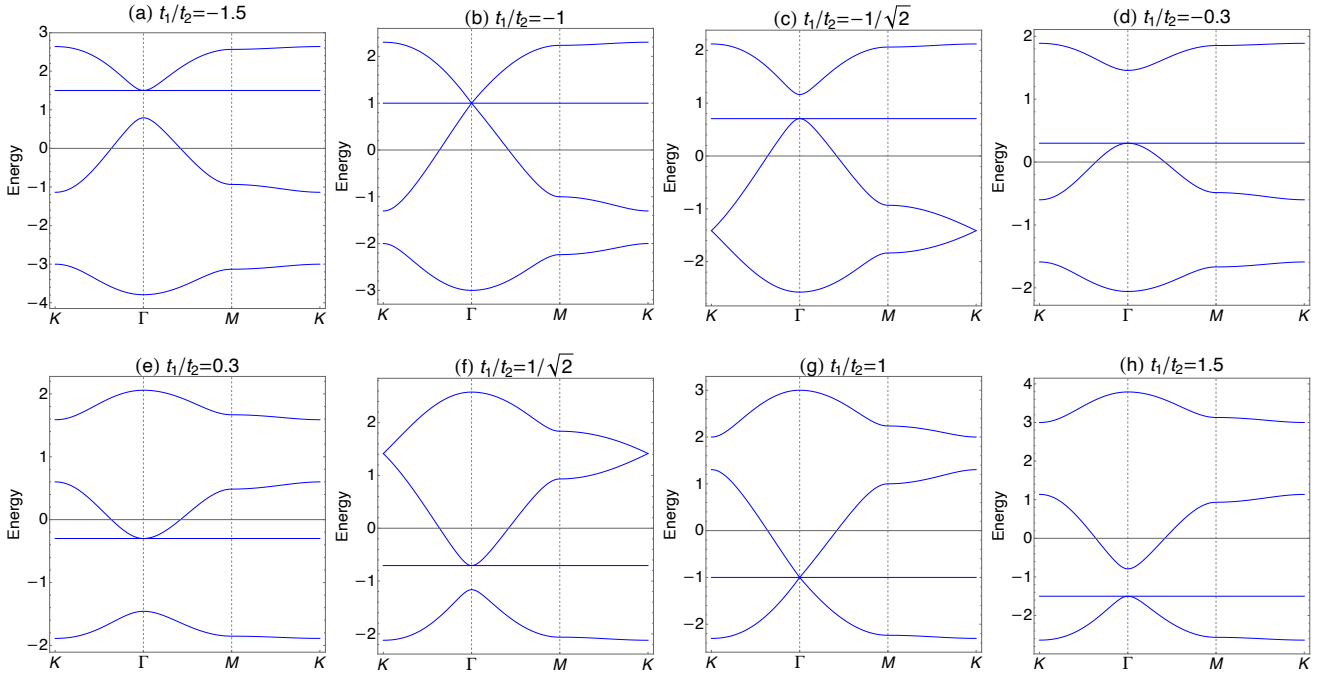 (a) t₁/t₂=−1.5
3
2
1
0
−1
−2
−3
−4
Energy
K Γ M K
(b) t₁/t₂=−1
2
1
0
−1
−2
−3
Energy
K Γ M K
(c) t₁/t₂=−1/√2
2
1
0
−1
−2
Energy
K Γ M K
(d) t₁/t₂=−0.3
2
1
0
−1
−2
Energy
K Γ M K
(e) t₁/t₂=0.3
2
1
0
−1
−2
Energy
K Γ M K
(f) t₁/t₂=1/√2
2
1
0
−1
−2
Energy
K Γ M K
(g) t₁/t₂=1
3
2
1
0
−1
−2
Energy
K Γ M K
(h) t₁/t₂=1.5
4
3
2
1
0
−1
−2
Energy
K Γ M K